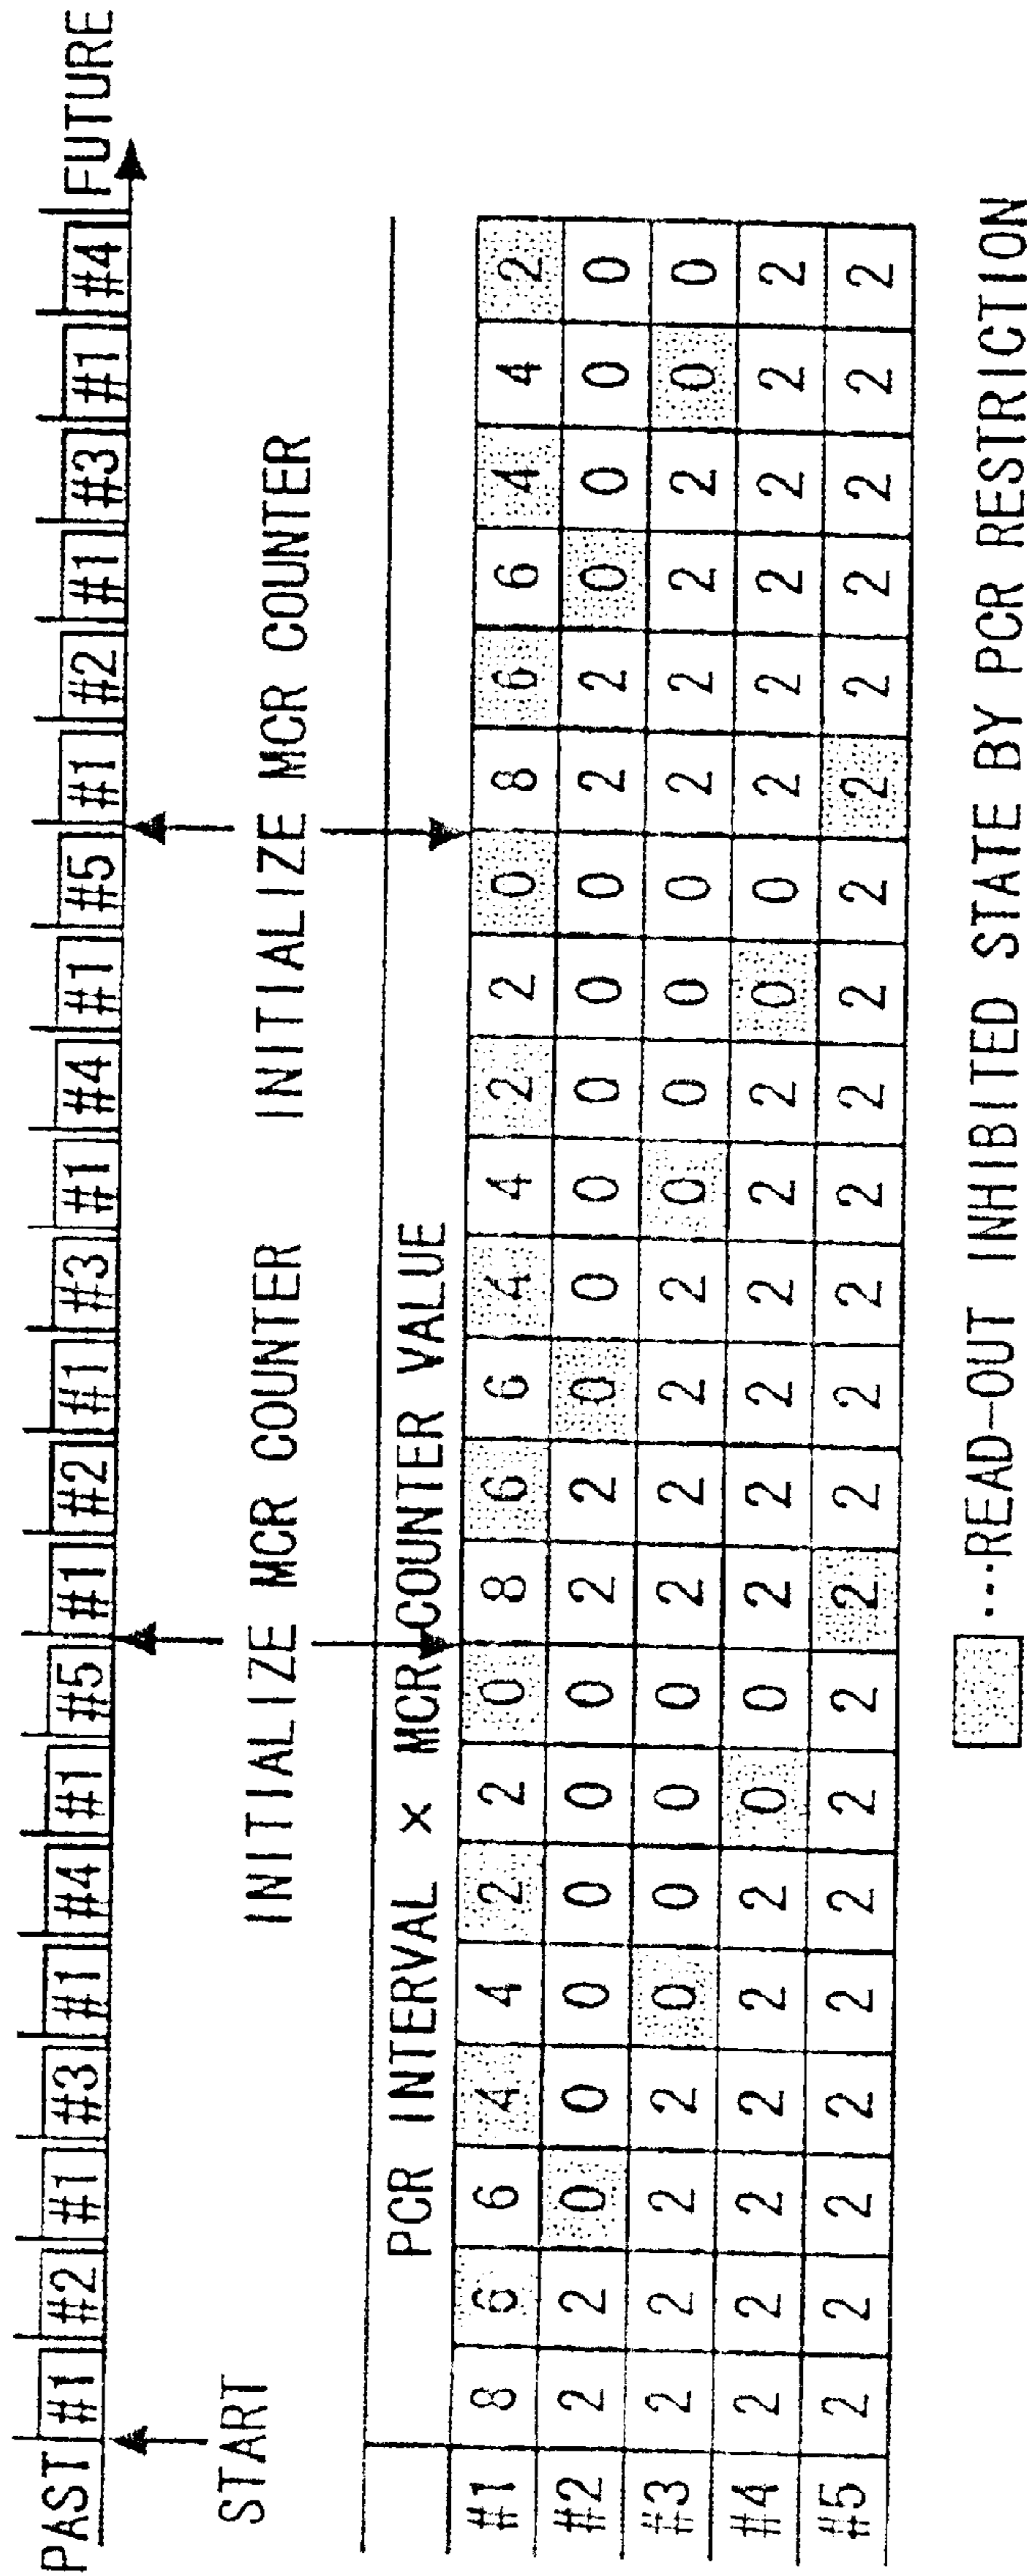 PAST #1 #2 #1 #3 #1 #4 #1 #5 #1 #2 #1 #3 #1 #4 #1 #5 #1 #2 #1 #3 #1 #4 FUTURE
START INITIALIZE MCR COUNTER INITIALIZE MCR COUNTER
PCR INTERVAL × MCR COUNTER VALUE
#1 8 6 6 4 4 2 2 0 8 6 6 4 4 2 2 0 8 6 6 4 4 2
#2 2 2 0 0 0 0 0 0 2 2 0 0 0 0 0 0 2 2 0 0 0 0
#3 2 2 2 2 0 0 0 0 2 2 2 2 0 0 0 0 2 2 2 2 0 0
#4 2 2 2 2 2 2 0 0 2 2 2 2 2 2 0 0 2 2 2 2 2 2
#5 2 2 2 2 2 2 2 2 2 2 2 2 2 2 2 2 2 2 2 2 2 2
...READ-OUT INHIBITED STATE BY PCR RESTRICTION